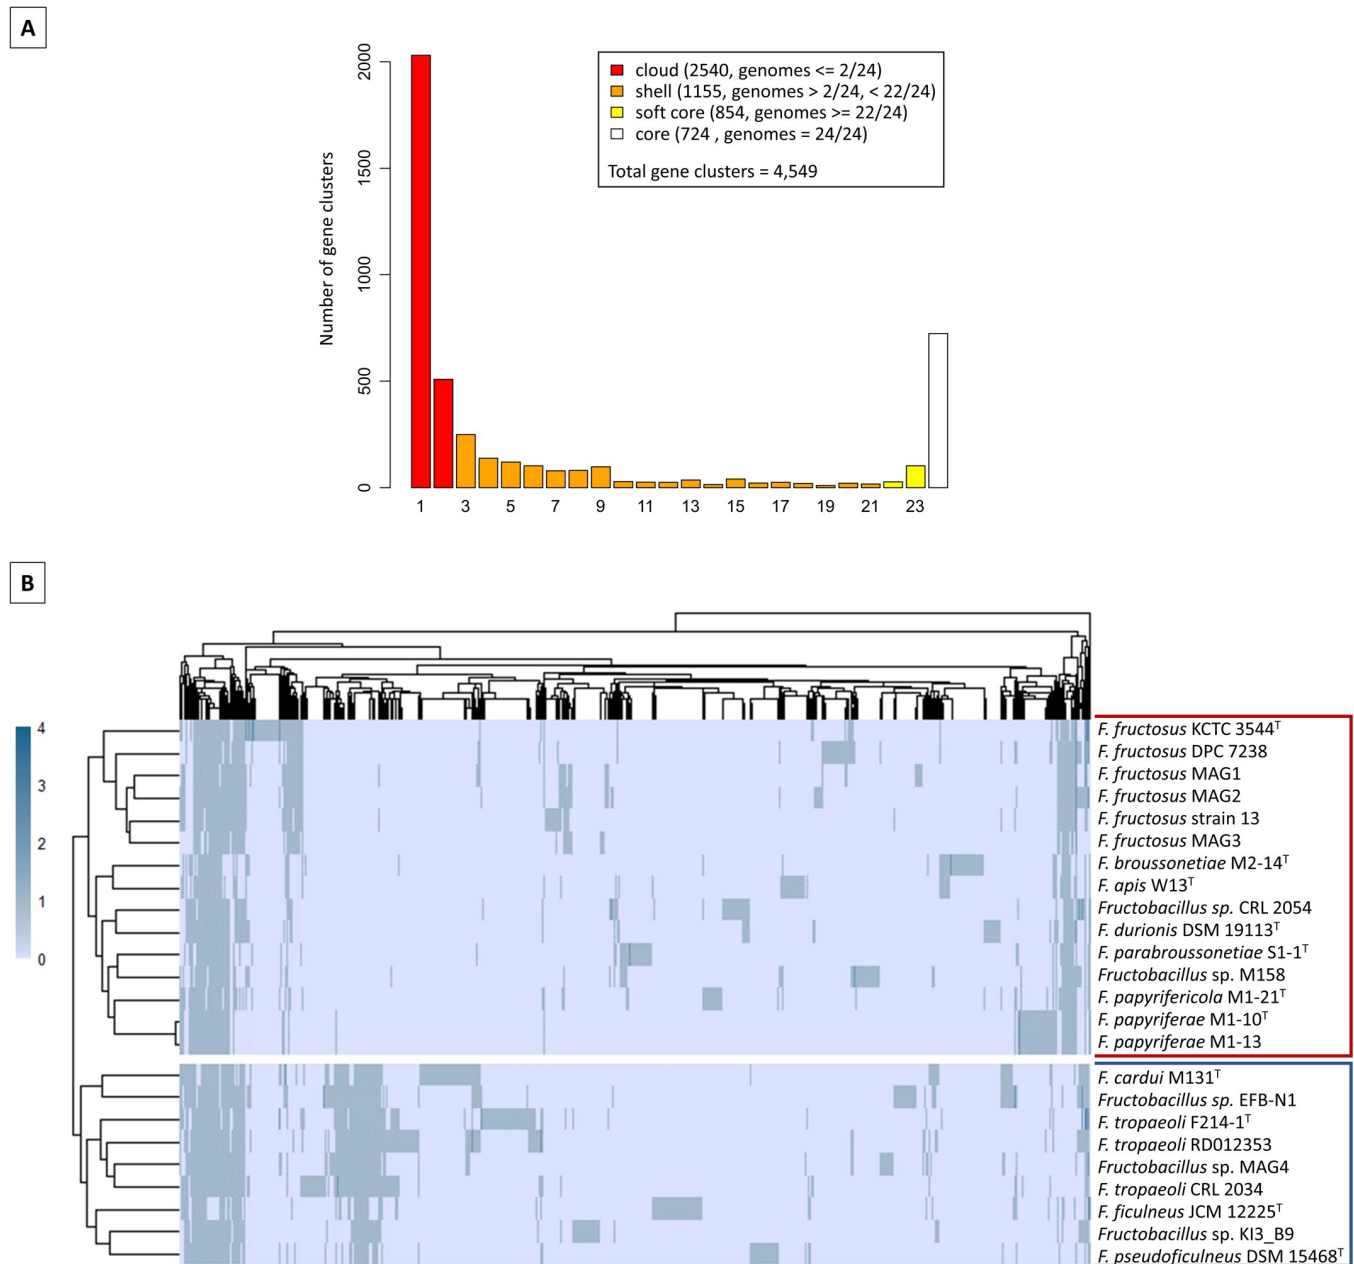 A
Number of gene clusters
2000
1500
1000
500
0
cloud (2540, genomes <= 2/24)
shell (1155, genomes > 2/24, < 22/24)
soft core (854, genomes >= 22/24)
core (724 , genomes = 24/24)
Total gene clusters = 4,549
1 3 5 7 9 11 13 15 17 19 21 23
B
4
3
2
1
0
F. fructosus KCTC 3544ᵀ
F. fructosus DPC 7238
F. fructosus MAG1
F. fructosus MAG2
F. fructosus strain 13
F. fructosus MAG3
F. broussonetiae M2-14ᵀ
F. apis W13ᵀ
Fructobacillus sp. CRL 2054
F. durionis DSM 19113ᵀ
F. parabroussonetiae S1-1ᵀ
Fructobacillus sp. M158
F. papyrifericola M1-21ᵀ
F. papyriferae M1-10ᵀ
F. papyriferae M1-13
F. cardui M131ᵀ
Fructobacillus sp. EFB-N1
F. tropaeoli F214-1ᵀ
F. tropaeoli RD012353
Fructobacillus sp. MAG4
F. tropaeoli CRL 2034
F. ficulneus JCM 12225ᵀ
Fructobacillus sp. KI3_B9
F. pseudoficulneus DSM 15468ᵀ